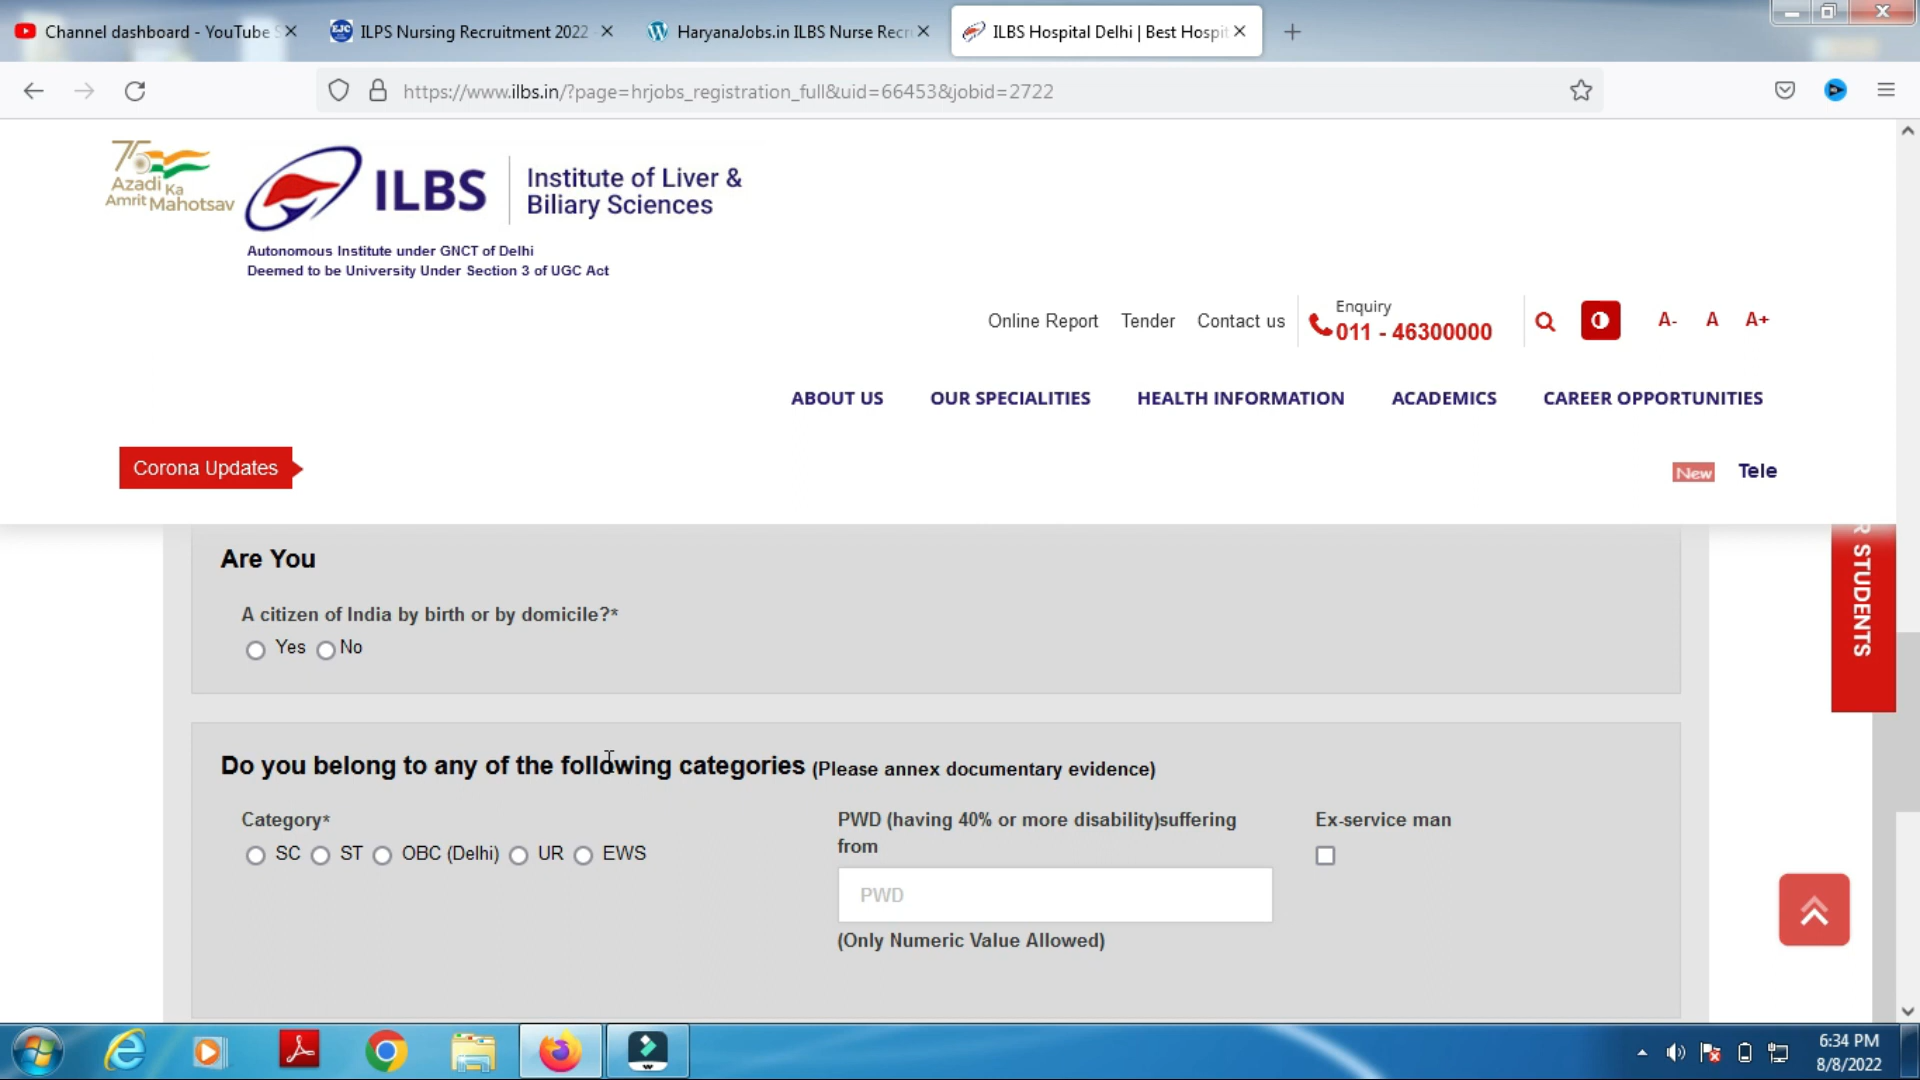 Channel dashboard - YouTube S
ILPS Nursing Recruitment 2022 -
HaryanaJobs.in ILBS Nurse Recr
ILBS Hospital Delhi | Best Hospit
https://www.ilbs.in/?page=hrjobs_registration_full&uid=66453&jobid=2722
75
Azadi Ka
Amrit Mahotsav
ILBS
Institute of Liver &
Biliary Sciences
Autonomous Institute under GNCT of Delhi
Deemed to be University Under Section 3 of UGC Act
Online Report Tender Contact us
Enquiry
011 - 46300000
A- A A+
ABOUT US OUR SPECIALITIES HEALTH INFORMATION ACADEMICS CAREER OPPORTUNITIES
Corona Updates
New Tele
R STUDENTS
Are You
A citizen of India by birth or by domicile?*
Yes No
Do you belong to any of the following categories (Please annex documentary evidence)
Category*
SC ST OBC (Delhi) UR EWS
PWD (having 40% or more disability)suffering
from
PWD
(Only Numeric Value Allowed)
Ex-service man
6:34 PM
8/8/2022